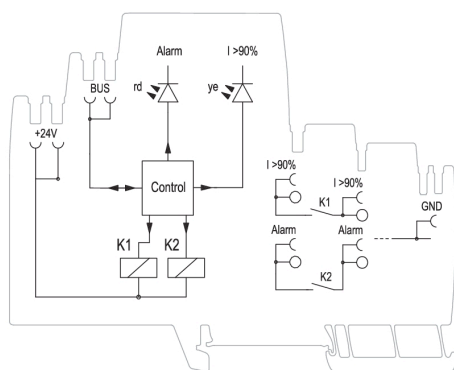 Alarm
I >90%
BUS
rd
ye
+24V
Control
I >90%
I >90%
K1
GND
Alarm
Alarm
K1
K2
K2